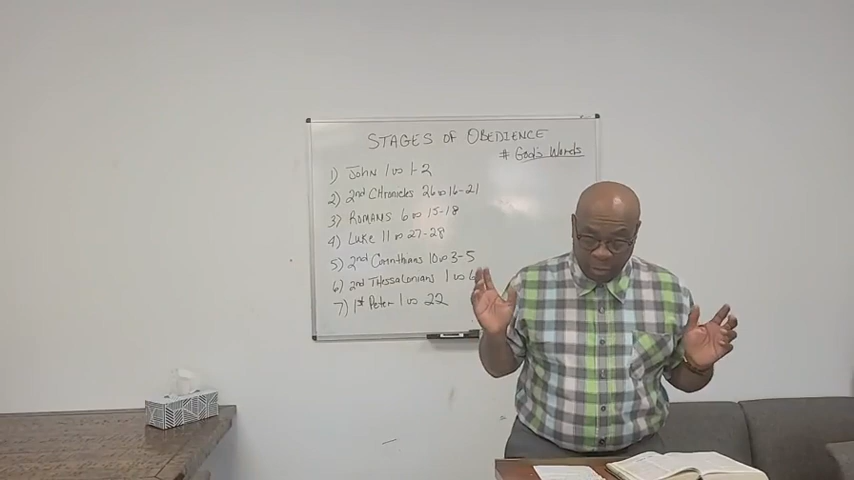 STAGES OF OBEDIENCE
# God's Words
1) John 1 vs 1-2
2) 2nd Chronicles 26 vs 16-21
3) Romans 6 vs 15-18
4) Luke 11 vs 27-28
5) 2nd Corinthians 10 vs 3-5
6) 2nd Thessalonians 1 vs
7) 1st Peter 1 vs 22